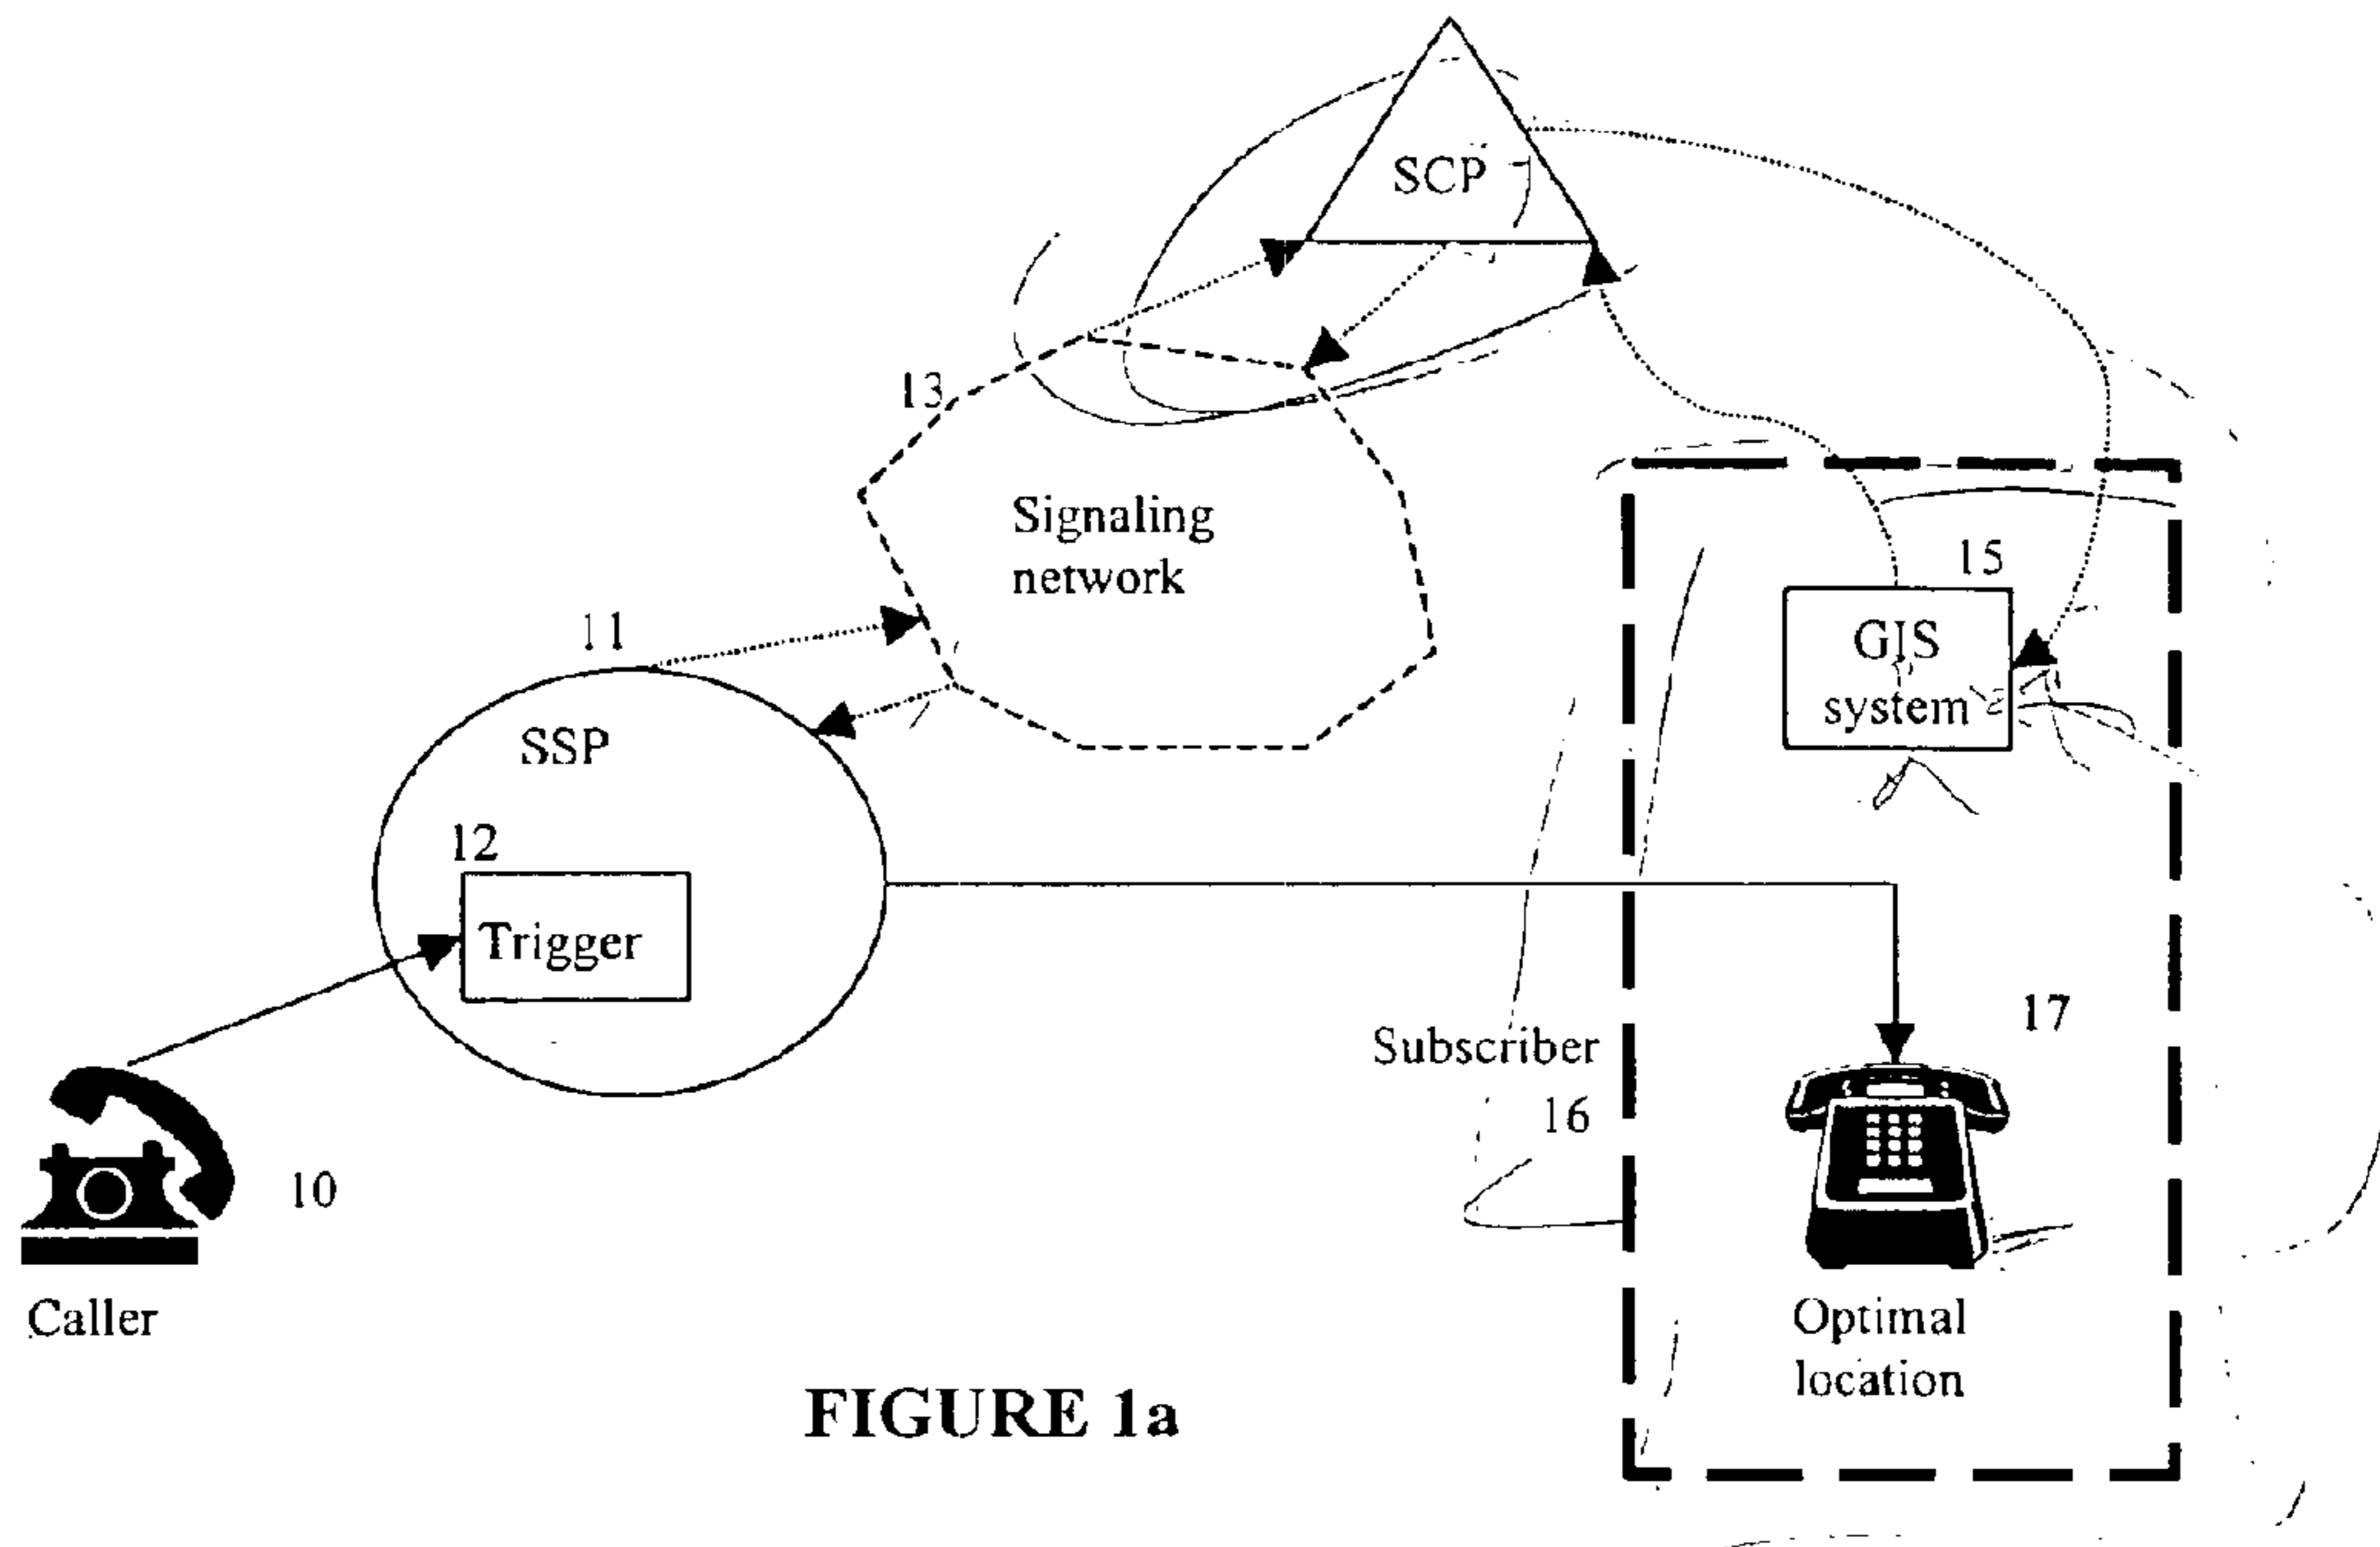 SCP
13
Signaling
network
15
GIS
system
11
SSP
12
Trigger
17
Subscriber
16
10
Caller
Optimal
location
FIGURE 1a